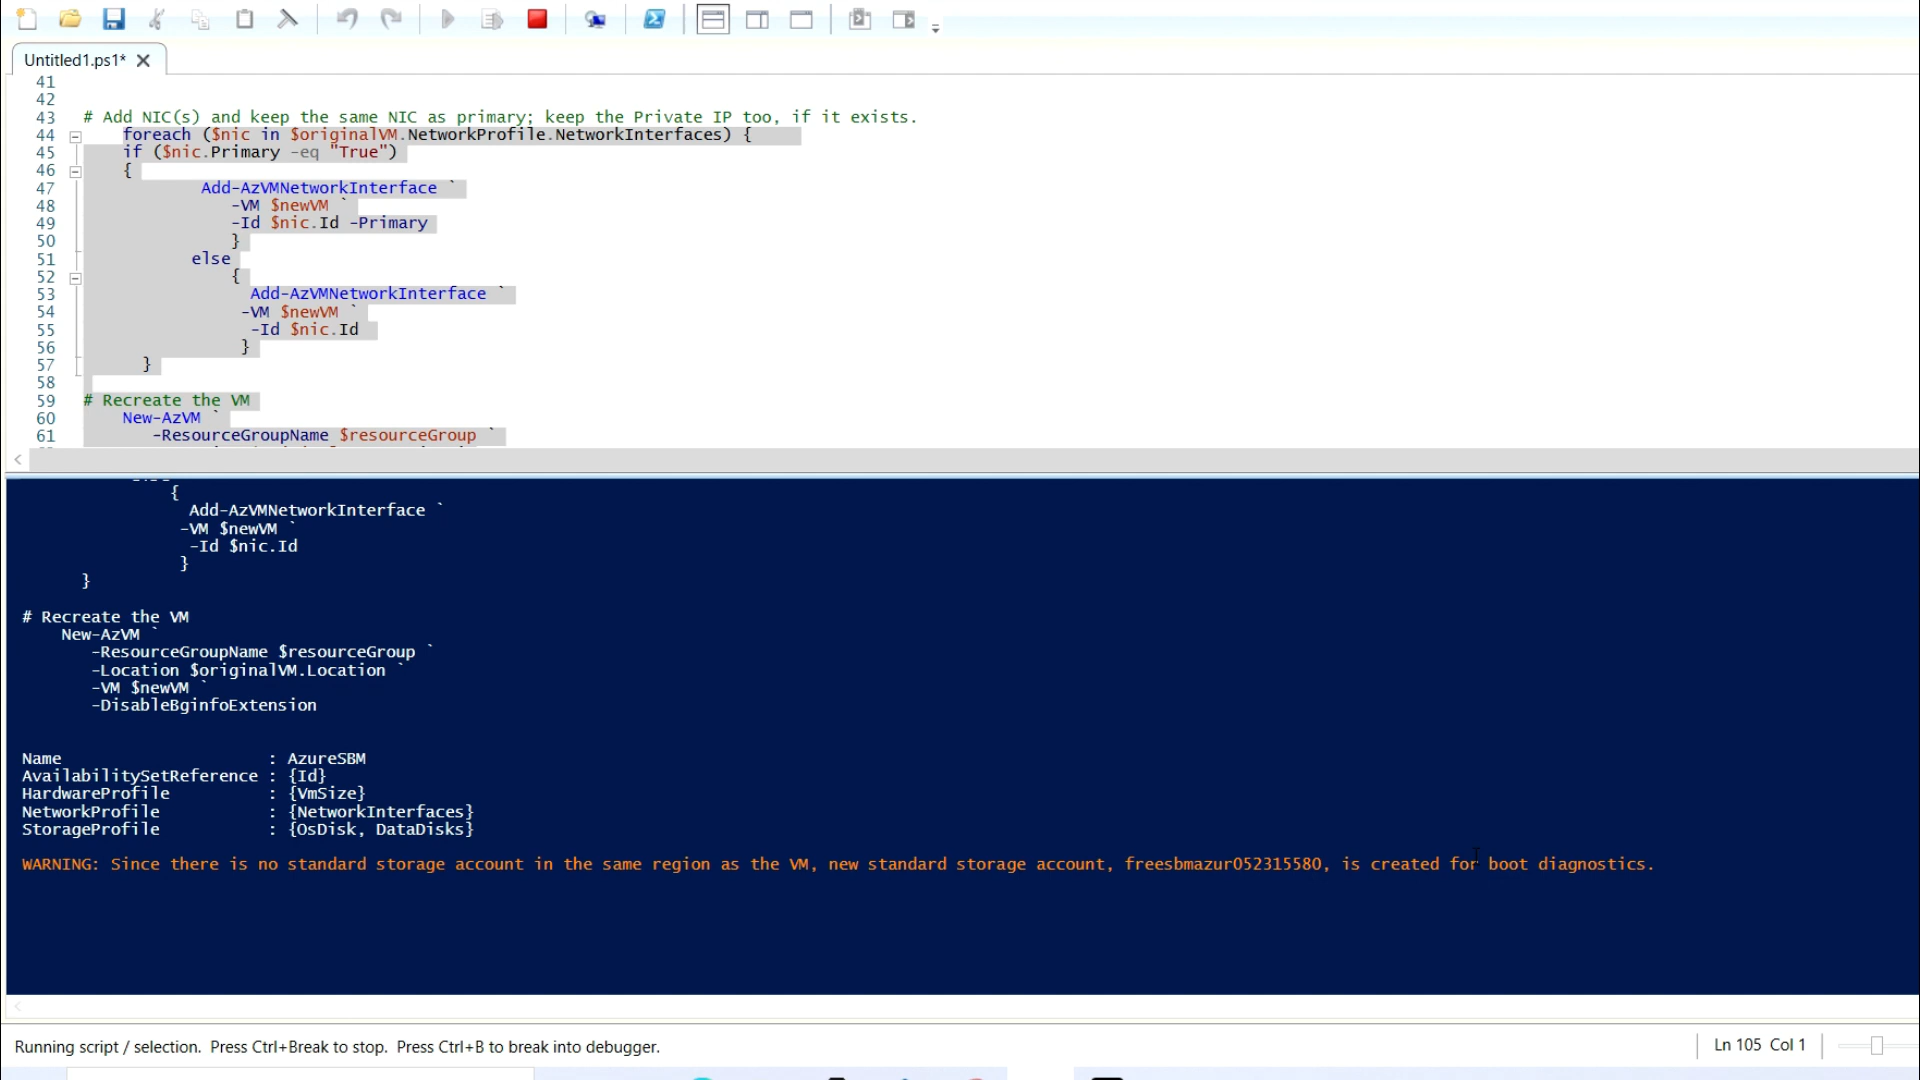 Untitled1.ps1*
41
42
43 # Add NIC(s) and keep the same NIC as primary; keep the Private IP too, if it exists.
44 foreach ($nic in $originalVM.NetworkProfile.NetworkInterfaces) {
45 if ($nic.Primary -eq "True")
46 {
47 Add-AzVMNetworkInterface `
48 -VM $newVM `
49 -Id $nic.Id -Primary
50 }
51 else
52 {
53 Add-AzVMNetworkInterface `
54 -VM $newVM `
55 -Id $nic.Id
56 }
57 }
58
59 # Recreate the VM
60 New-AzVM `
61 -ResourceGroupName $resourceGroup `
{
Add-AzVMNetworkInterface `
-VM $newVM `
-Id $nic.Id
}
}
# Recreate the VM
New-AzVM `
-ResourceGroupName $resourceGroup `
-Location $originalVM.Location `
-VM $newVM `
-DisableBginfoExtension
Name : AzureSBM
AvailabilitySetReference : {Id}
HardwareProfile : {VmSize}
NetworkProfile : {NetworkInterfaces}
StorageProfile : {OsDisk, DataDisks}
WARNING: Since there is no standard storage account in the same region as the VM, new standard storage account, freesbmazur052315580, is created for boot diagnostics.
Running script / selection. Press Ctrl+Break to stop. Press Ctrl+B to break into debugger.
Ln 105 Col 1